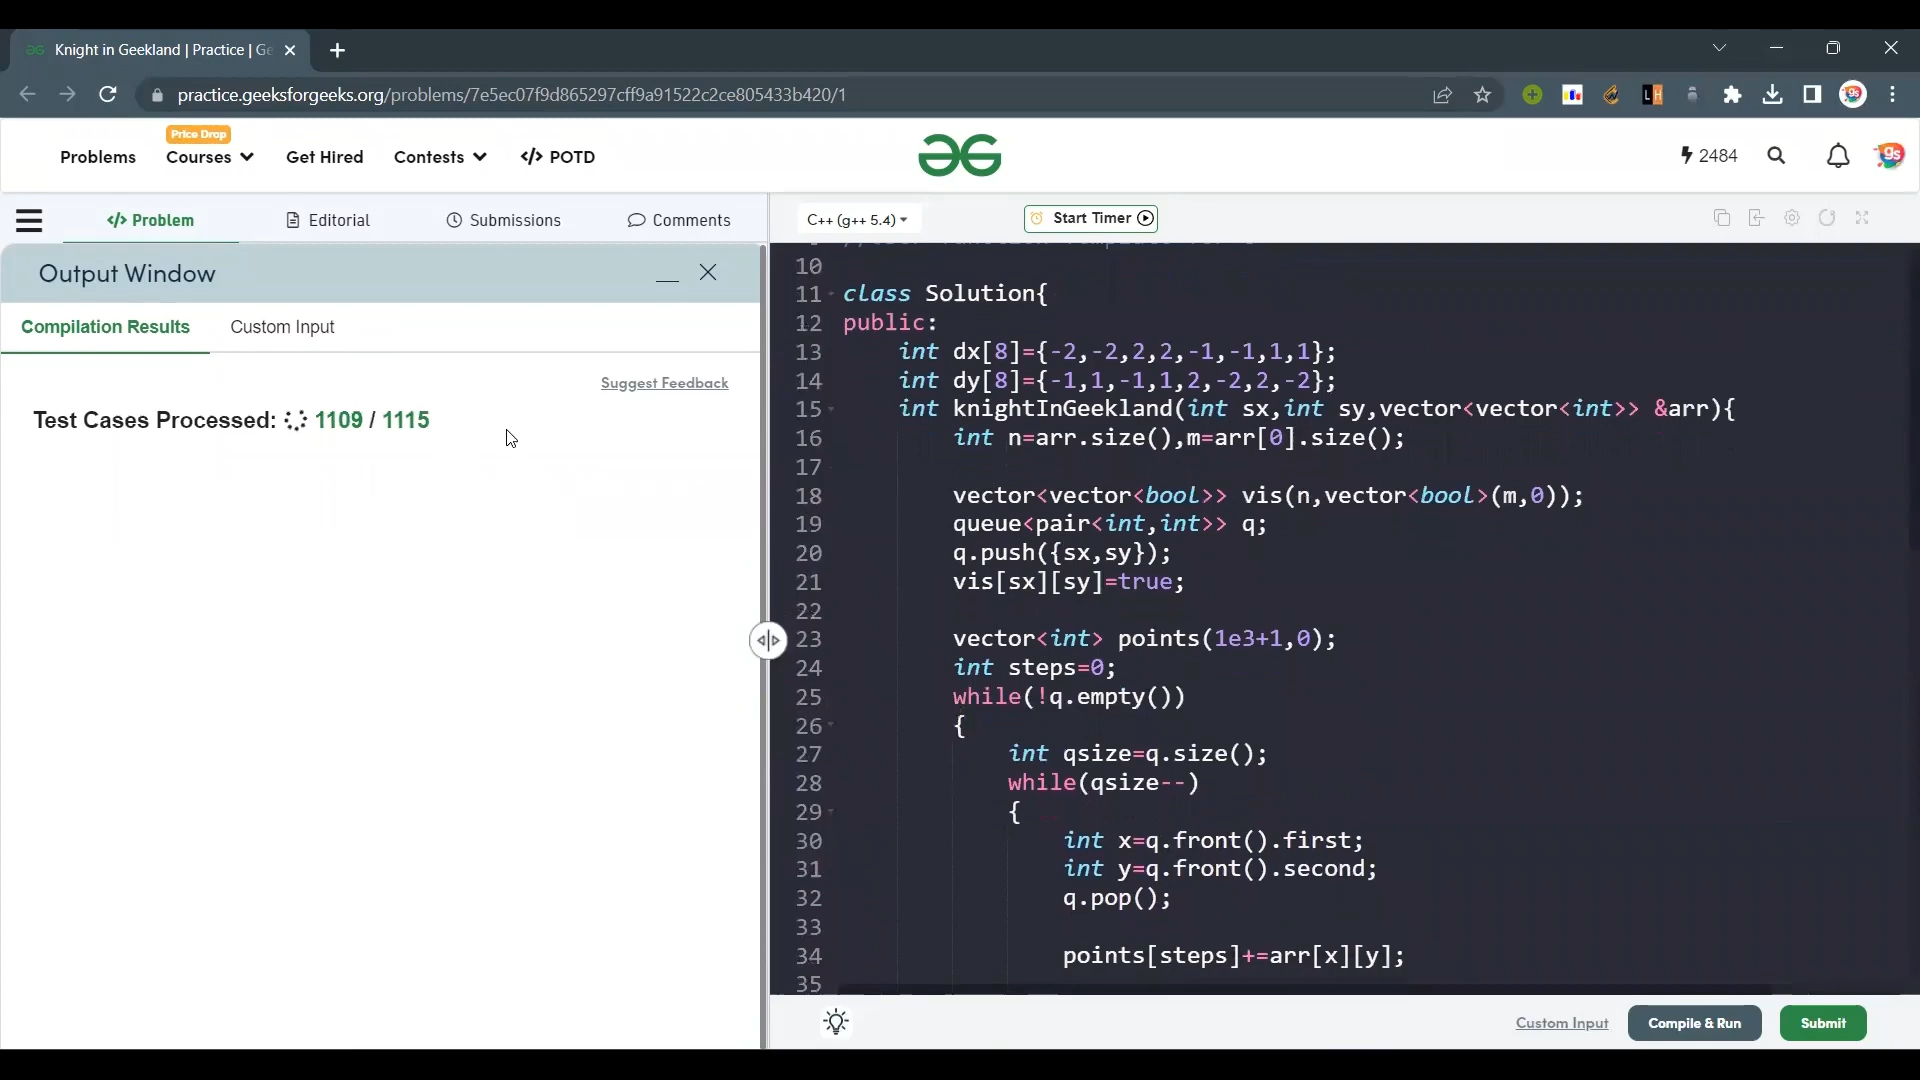 Knight in Geekland | Practice | Ge
practice.geeksforgeeks.org/problems/7e5ec07f9d865297cff9a91522c2ce805433b420/1
Price Drop
Problems Courses Get Hired Contests </> POTD
2484
</> Problem Editorial Submissions Comments
C++ (g++ 5.4) Start Timer
Output Window
Compilation Results Custom Input
Suggest Feedback
Test Cases Processed: 1109 / 1115
10
11 class Solution{
12 public:
13 int dx[8]={-2,-2,2,2,-1,-1,1,1};
14 int dy[8]={-1,1,-1,1,2,-2,2,-2};
15 int knightInGeekland(int sx,int sy,vector<vector<int>> &arr){
16 int n=arr.size(),m=arr[0].size();
17
18 vector<vector<bool>> vis(n,vector<bool>(m,0));
19 queue<pair<int,int>> q;
20 q.push({sx,sy});
21 vis[sx][sy]=true;
22
23 vector<int> points(1e3+1,0);
24 int steps=0;
25 while(!q.empty())
26 {
27 int qsize=q.size();
28 while(qsize--)
29 {
30 int x=q.front().first;
31 int y=q.front().second;
32 q.pop();
33
34 points[steps]+=arr[x][y];
35
Custom Input Compile & Run Submit